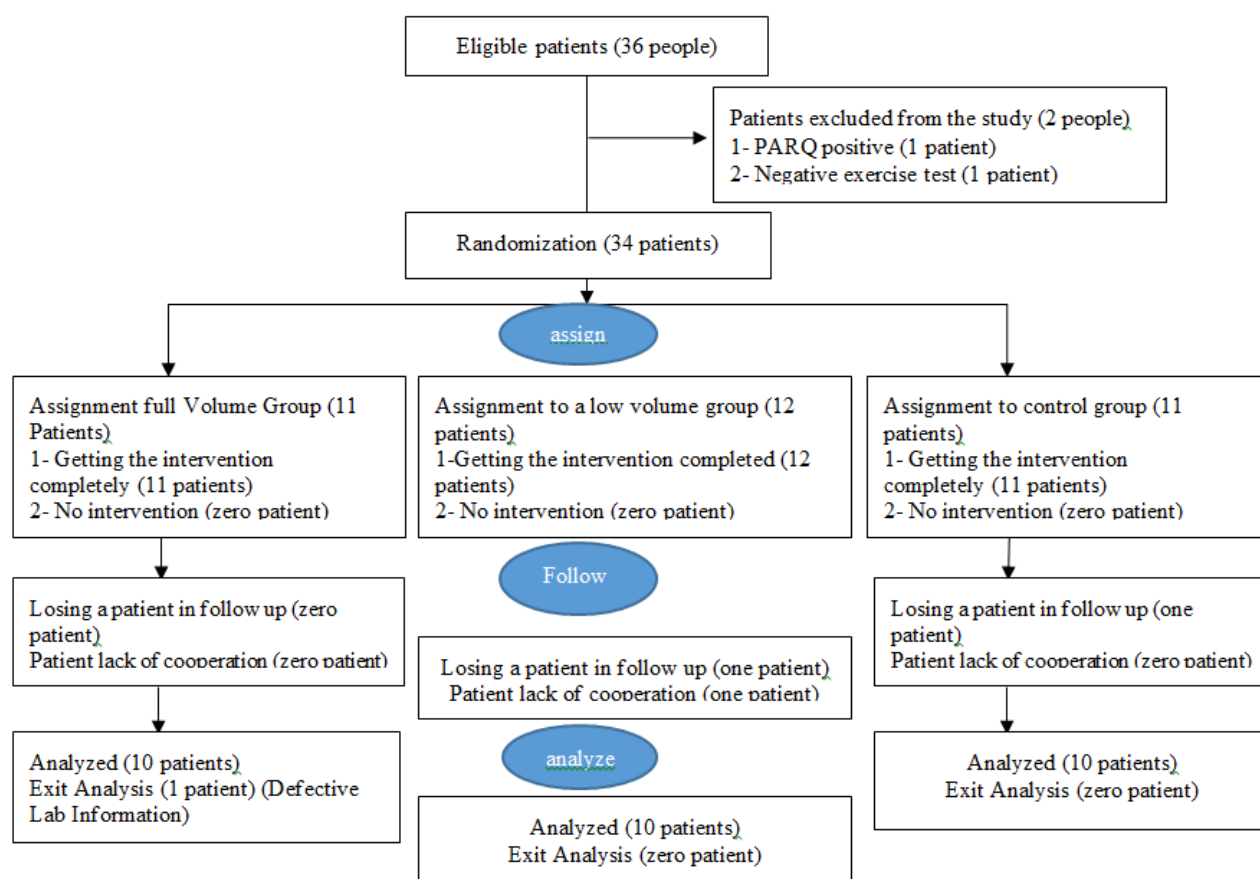 Eligible patients (36 people)
Patients excluded from the study (2 people)
1- PARQ positive (1 patient)
2- Negative exercise test (1 patient)
Randomization (34 patients)
assign
Assignment full Volume Group (11
Patients)
1- Getting the intervention
completely (11 patients)
2- No intervention (zero patient)
Assignment to a low volume group (12
patients)
1-Getting the intervention completed (12
patients)
2- No intervention (zero patient)
Assignment to control group (11
patients)
1- Getting the intervention
completely (11 patients)
2- No intervention (zero patient)
Follow
Losing a patient in follow up (zero
patient)
Patient lack of cooperation (zero patient)
Losing a patient in follow up (one patient)
Patient lack of cooperation (one patient)
Losing a patient in follow up (one
patient)
Patient lack of cooperation (zero patient)
analyze
Analyzed (10 patients)
Exit Analysis (1 patient) (Defective
Lab Information)
Analyzed (10 patients)
Exit Analysis (zero patient)
Analyzed (10 patients)
Exit Analysis (zero patient)